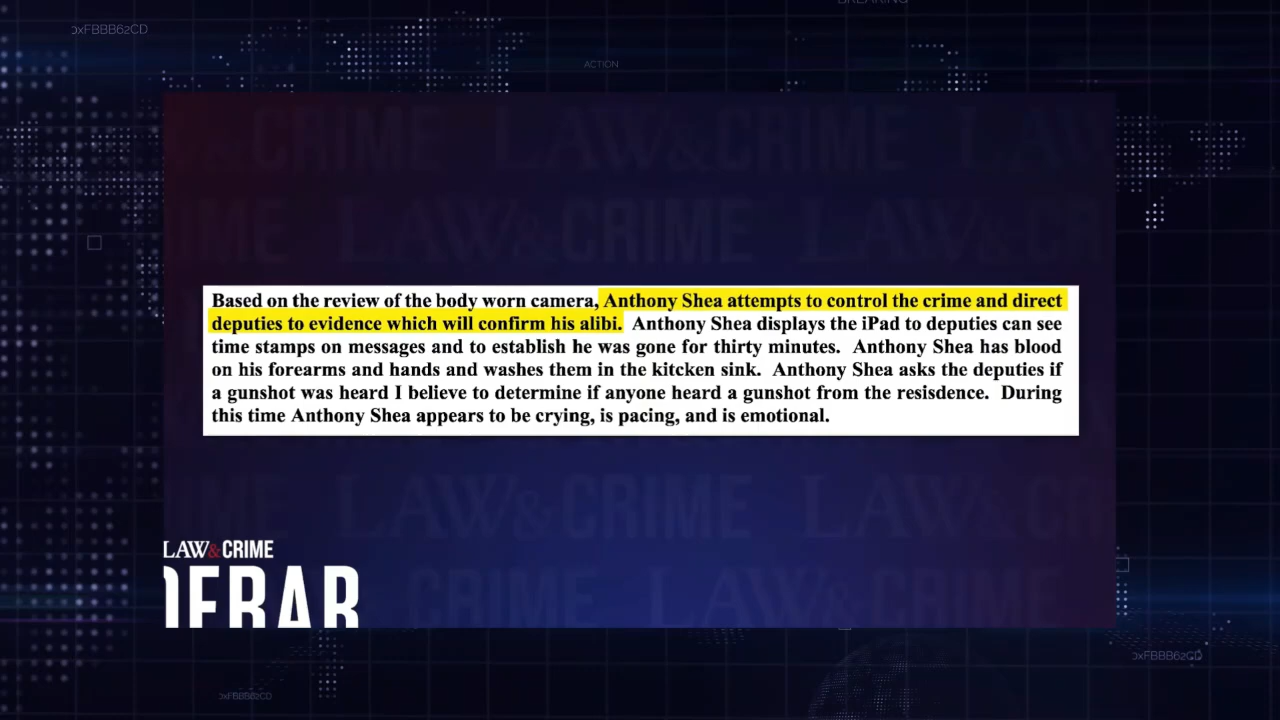 BREAKING
0xFBBB62CD
ACTION
Based on the review of the body worn camera, Anthony Shea attempts to control the crime and direct
deputies to evidence which will confirm his alibi. Anthony Shea displays the iPad to deputies can see
time stamps on messages and to establish he was gone for thirty minutes. Anthony Shea has blood
on his forearms and hands and washes them in the kitcken sink. Anthony Shea asks the deputies if
a gunshot was heard I believe to determine if anyone heard a gunshot from the resisdence. During
this time Anthony Shea appears to be crying, is pacing, and is emotional.
LAW&CRIME
0xFBBB62CD
0xFBBB62CD